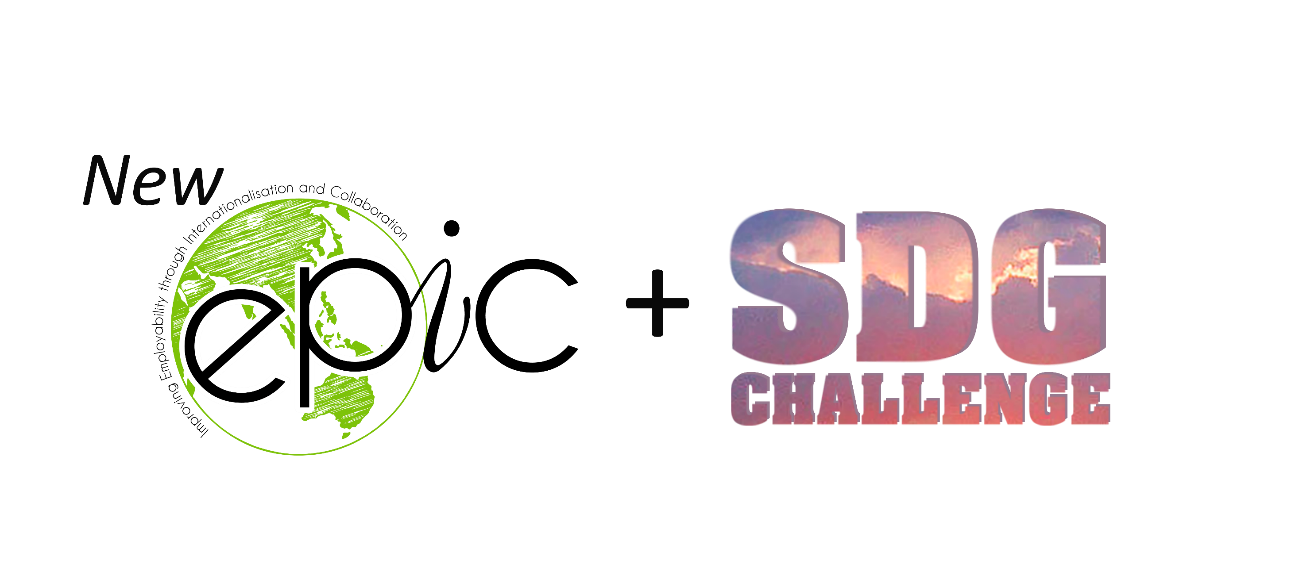 New
Improving Employability through Internationalisation and Collaboration
epic
+
SDG
CHALLENGE